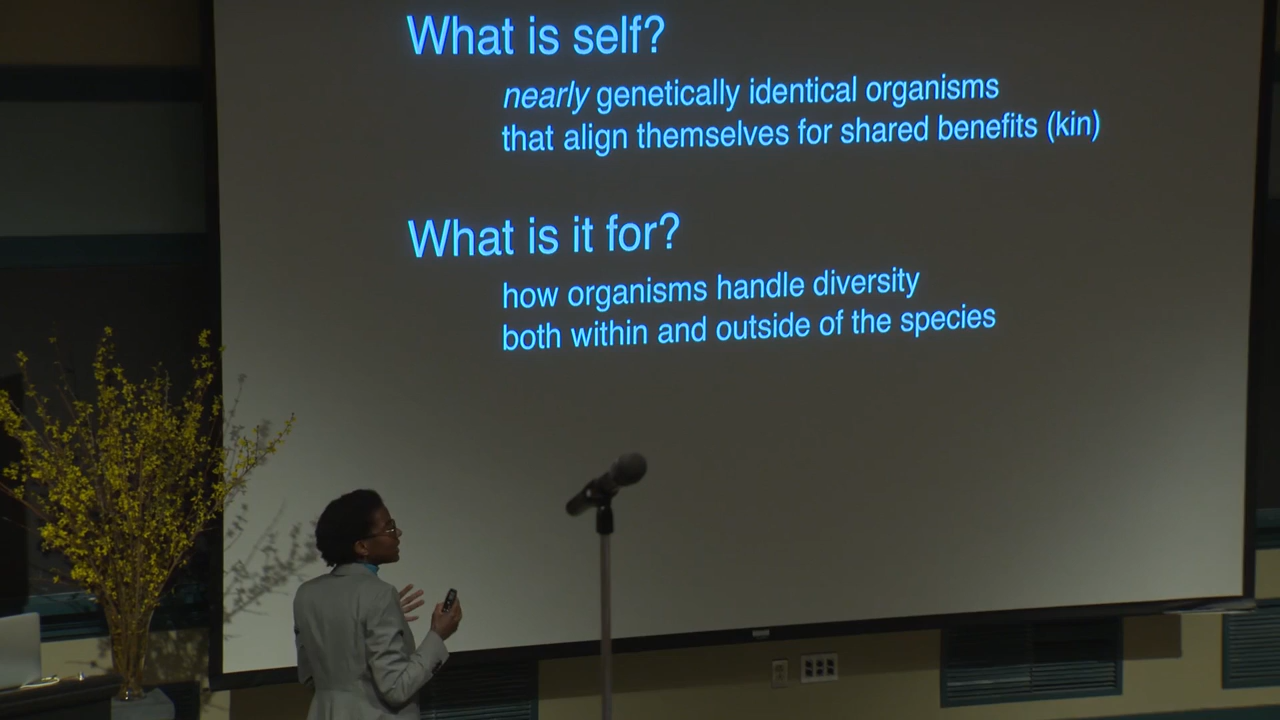 What is self?
nearly genetically identical organisms
that align themselves for shared benefits (kin)
What is it for?
how organisms handle diversity
both within and outside of the species